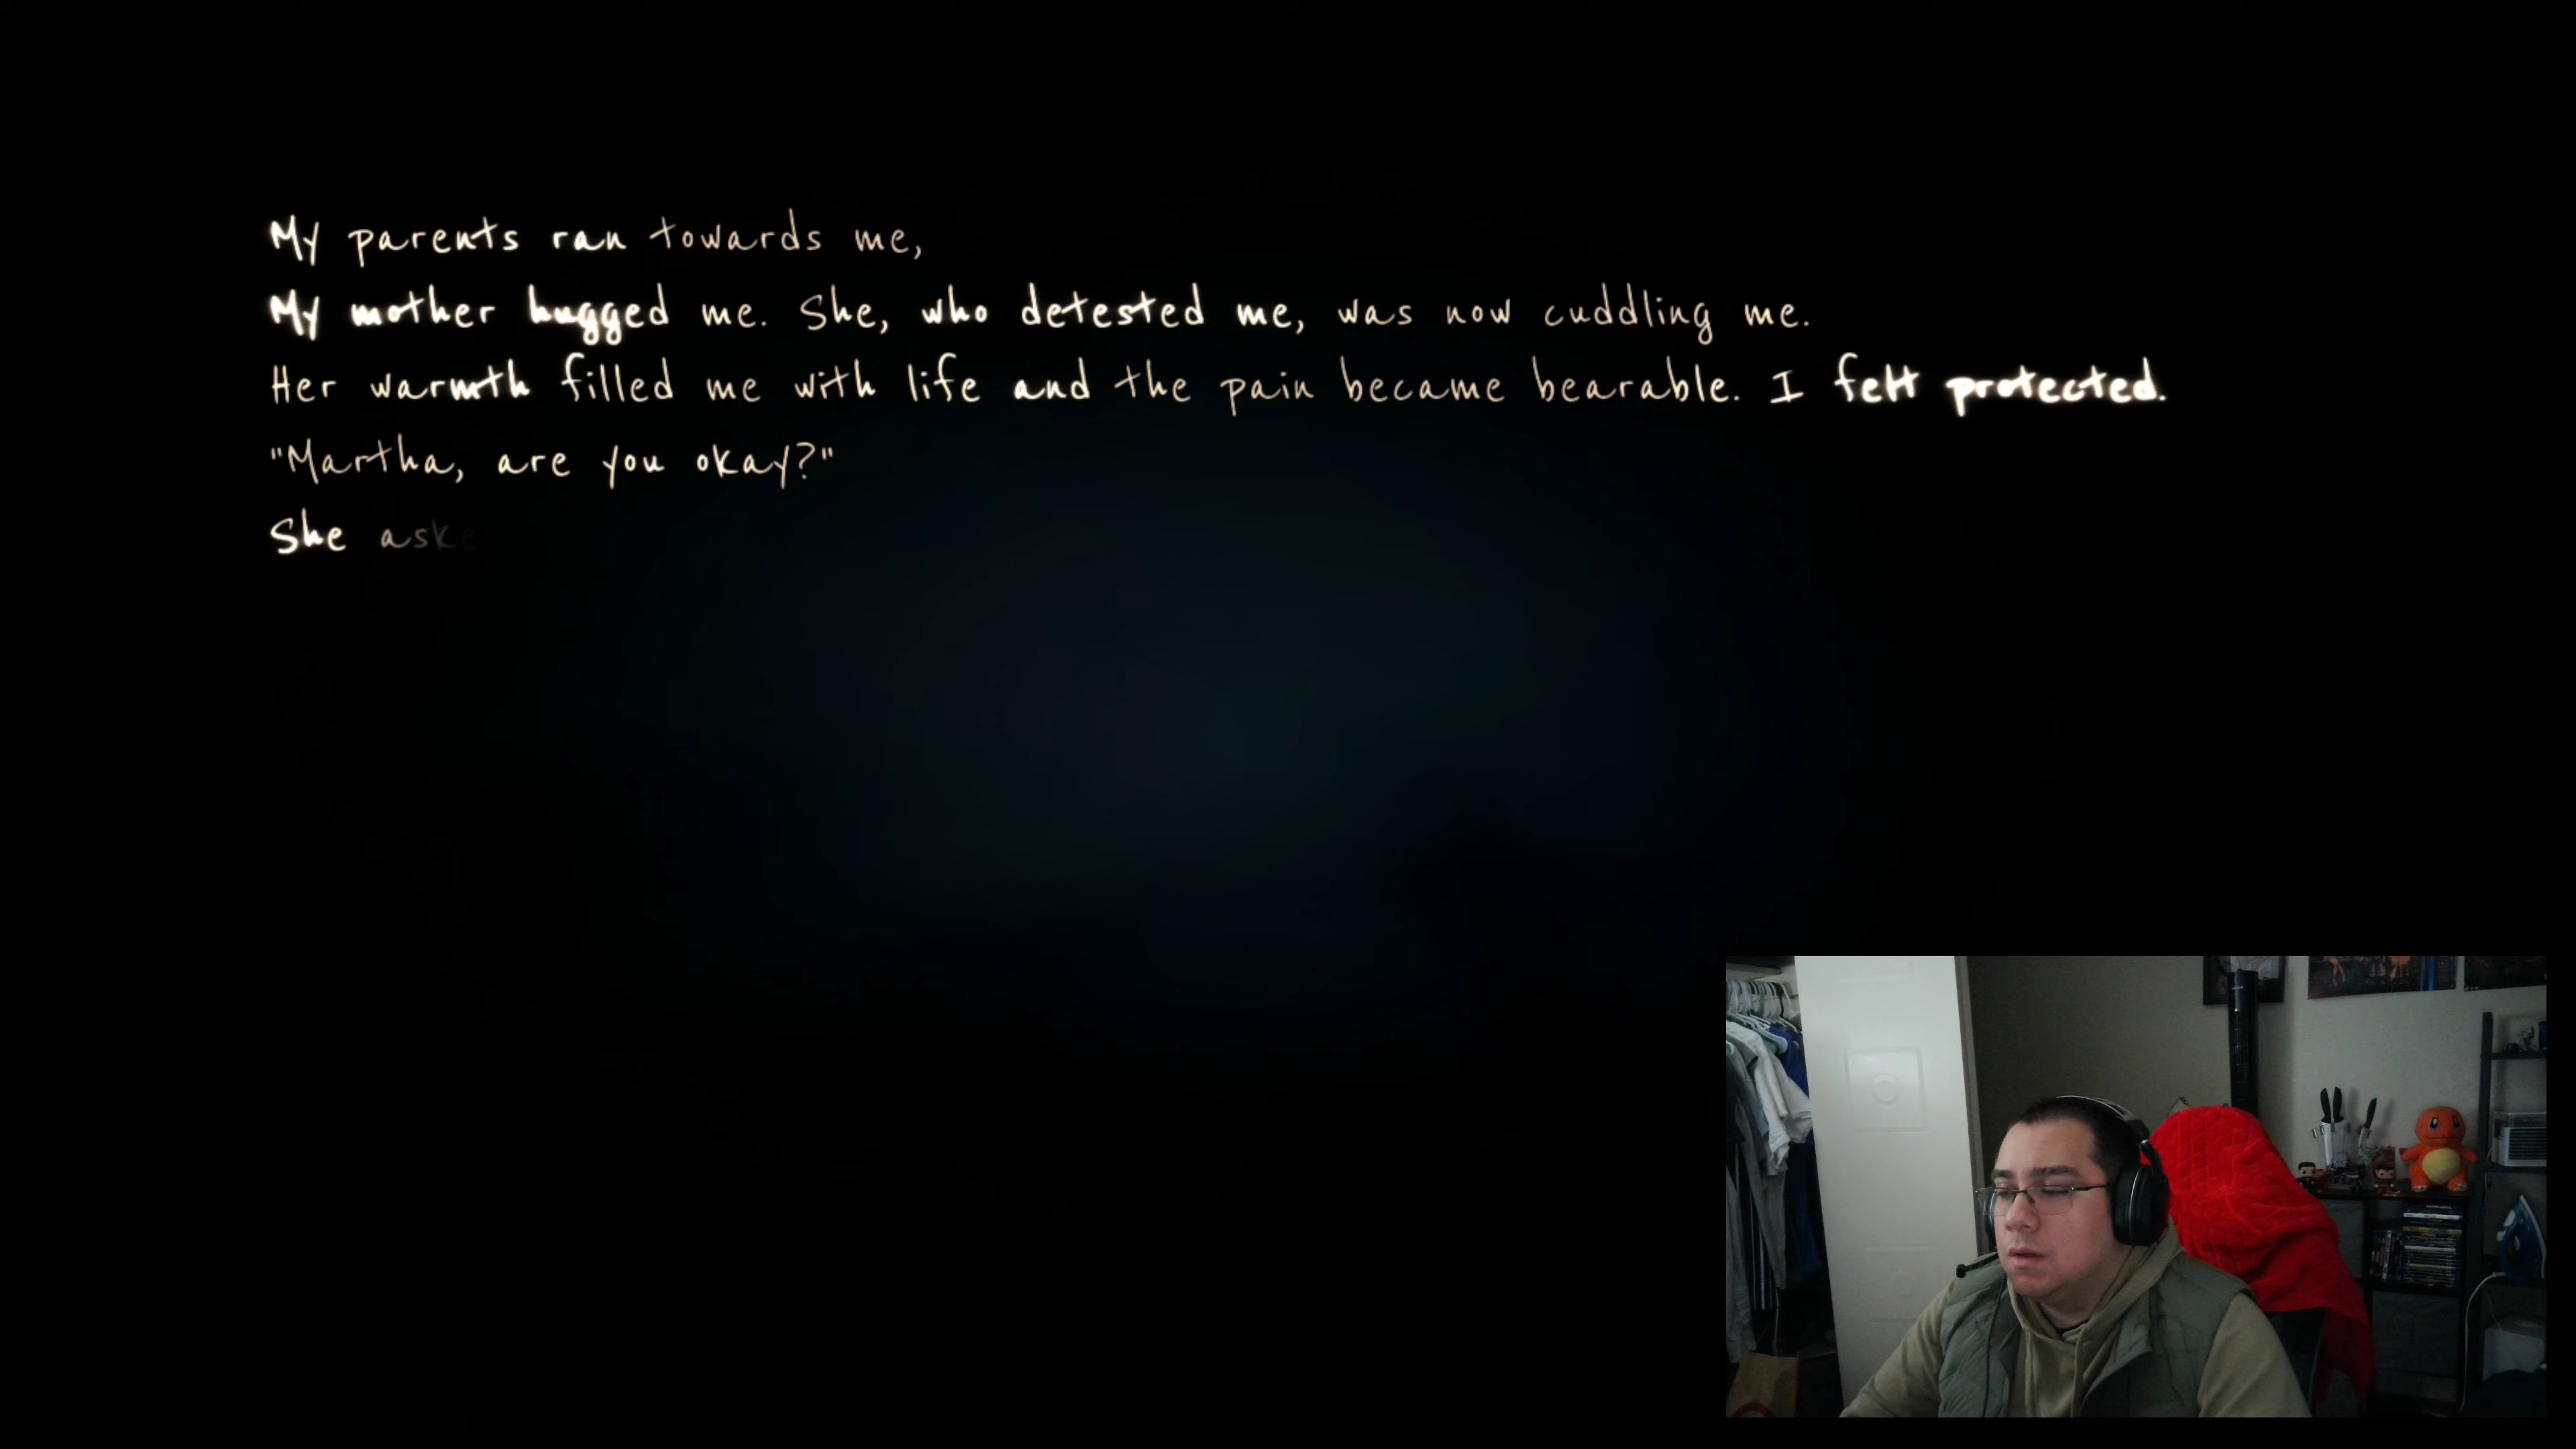 My parents ran towards me,
My mother hugged me. She, who detested me, was now cuddling me.
Her warmth filled me with life and the pain became bearable. I felt protected.
"Martha, are you okay?"
She aske